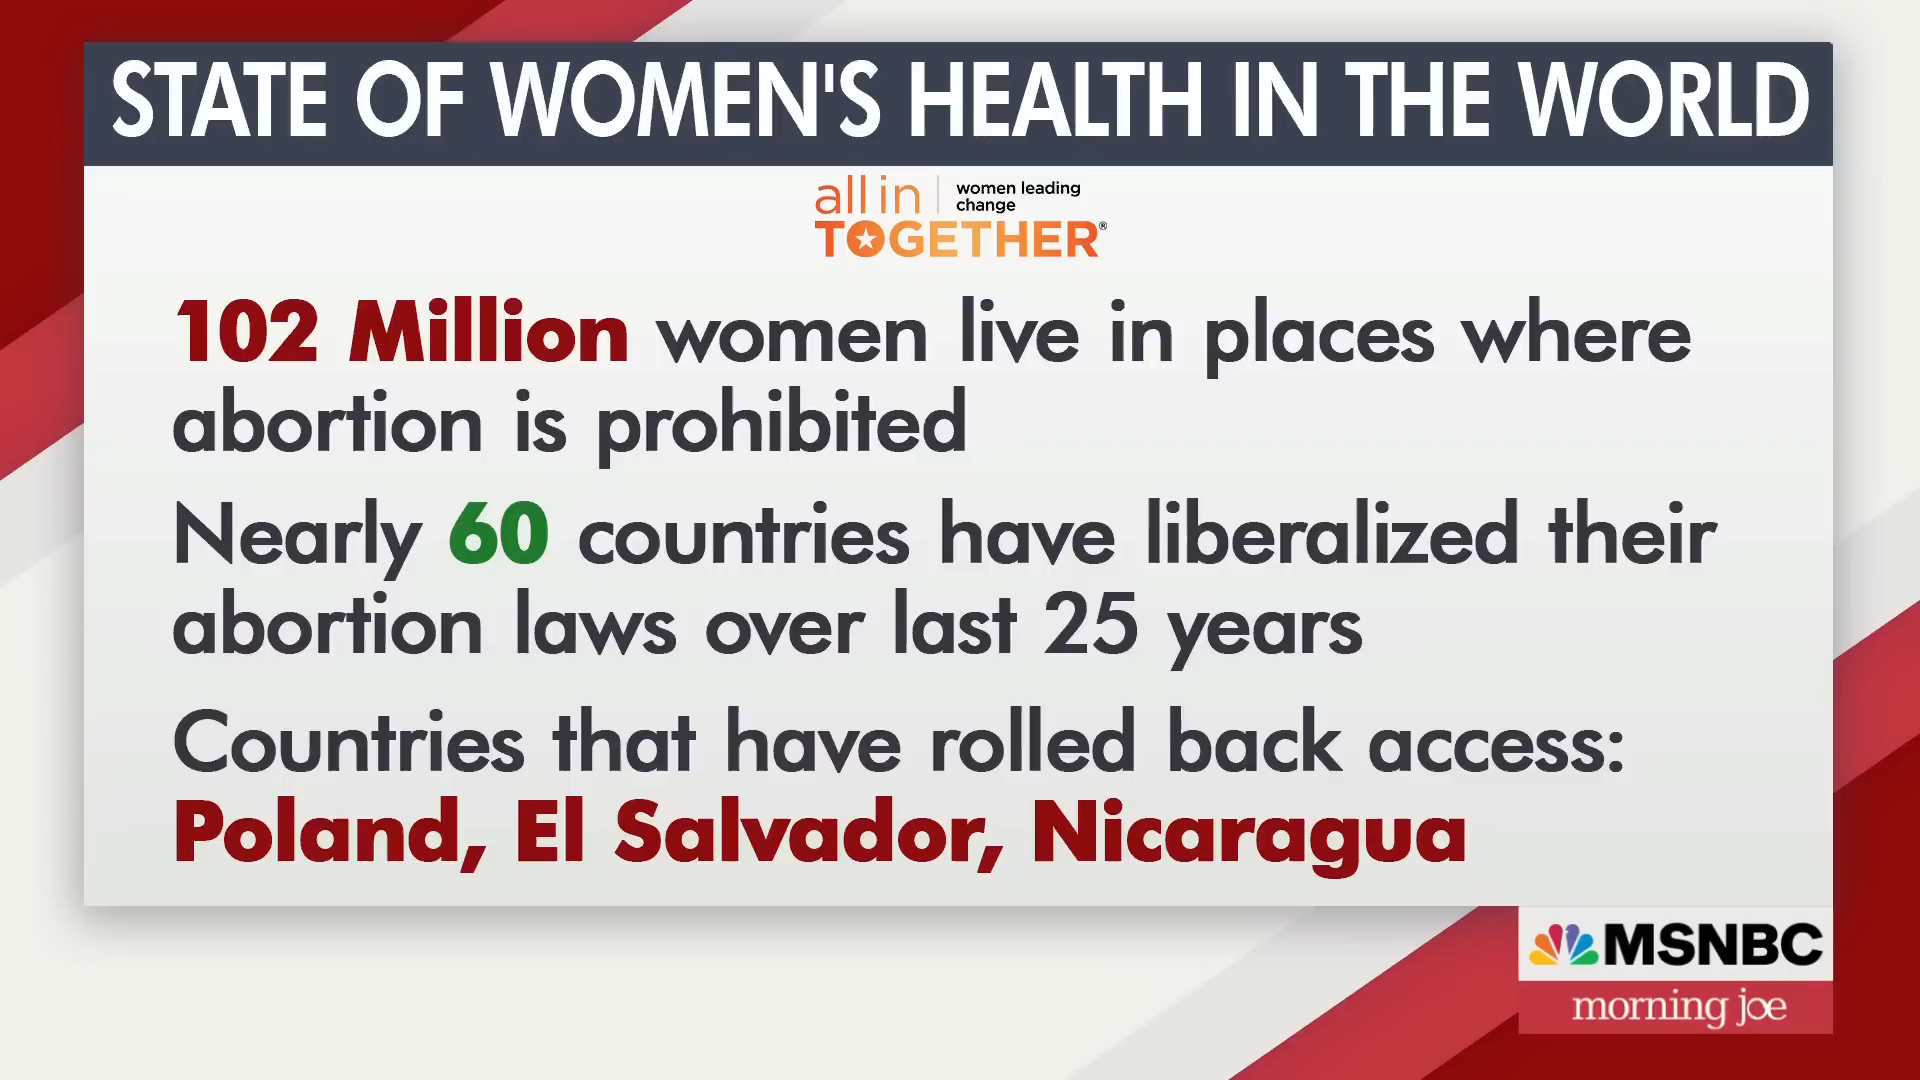 STATE OF WOMEN'S HEALTH IN THE WORLD
all in
women leading
change
TOGETHER®
102 Million women live in places where
abortion is prohibited
Nearly 60 countries have liberalized their
abortion laws over last 25 years
Countries that have rolled back access:
Poland, El Salvador, Nicaragua
MSNBC
morning joe